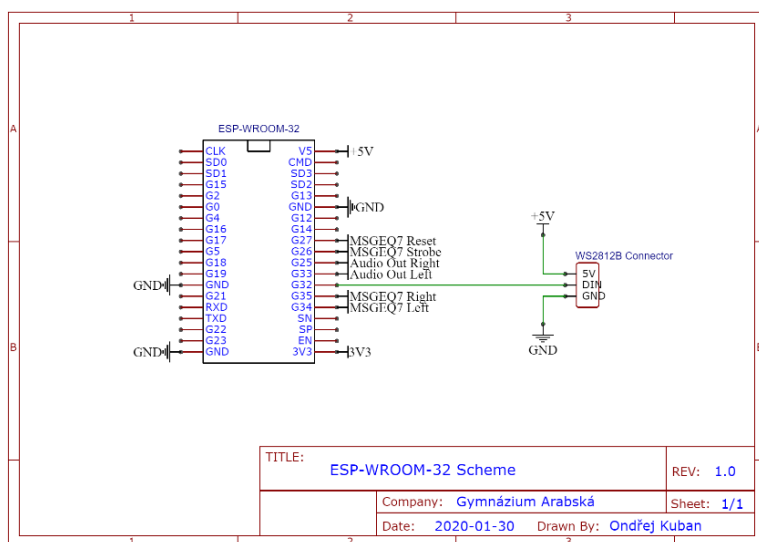 1 2 3
A A
ESP-WROOM-32
CLK V5 +5V
SD0 CMD
SD1 SD3
G15 SD2
G2 G13
G0 GND GND
G4 G12
G16 G14
G17 G27 MSGEQ7 Reset
G5 G26 MSGEQ7 Strobe
G18 G25 Audio Out Right
G19 G33 Audio Out Left
GND GND G32
G21 G35 MSGEQ7 Right
RXD G34 MSGEQ7 Left
TXD SN
G22 SP
G23 EN
GND GND 3V3 3V3
+5V
WS2812B Connector
5V
DIN
GND
GND
B B
TITLE:
ESP-WROOM-32 Scheme
REV: 1.0
Company: Gymnázium Arabská
Sheet: 1/1
Date: 2020-01-30 Drawn By: Ondřej Kuban
1 2 3